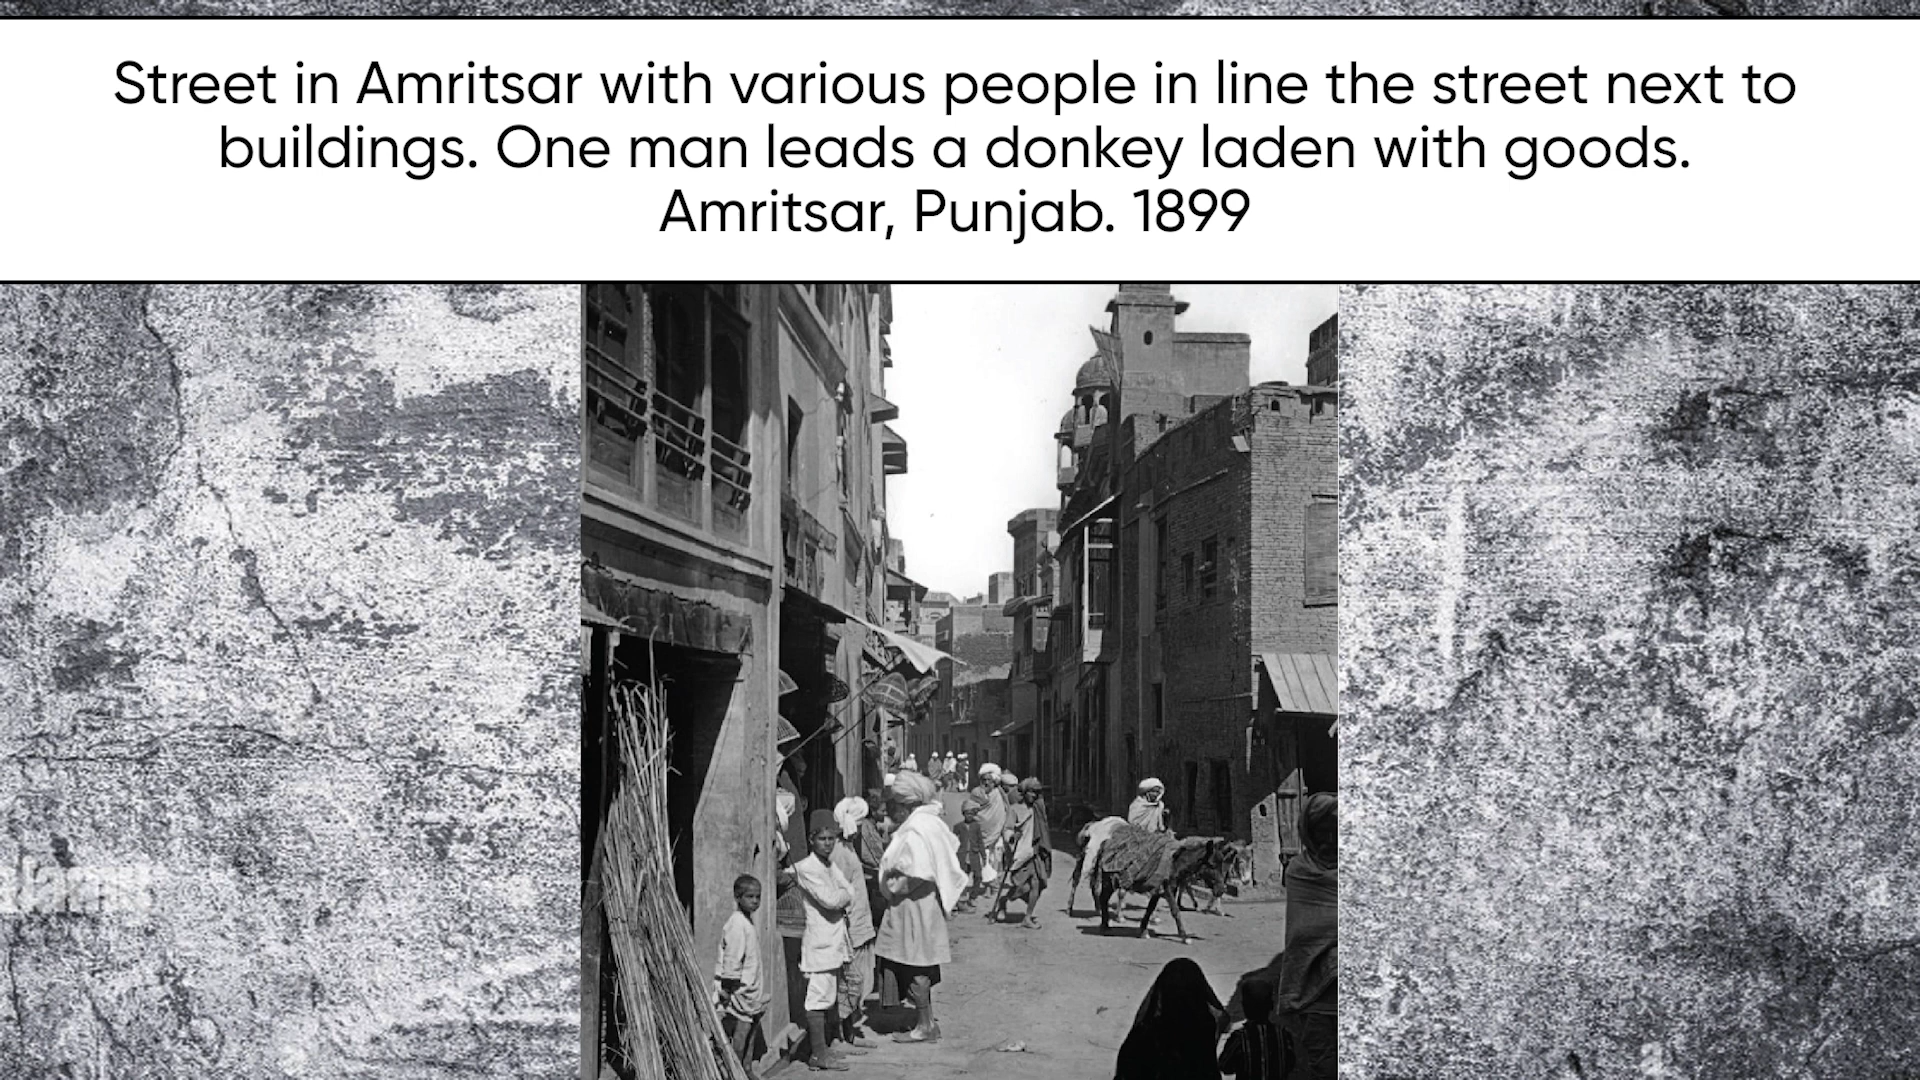 Street in Amritsar with various people in line the street next to
buildings. One man leads a donkey laden with goods.
Amritsar, Punjab. 1899